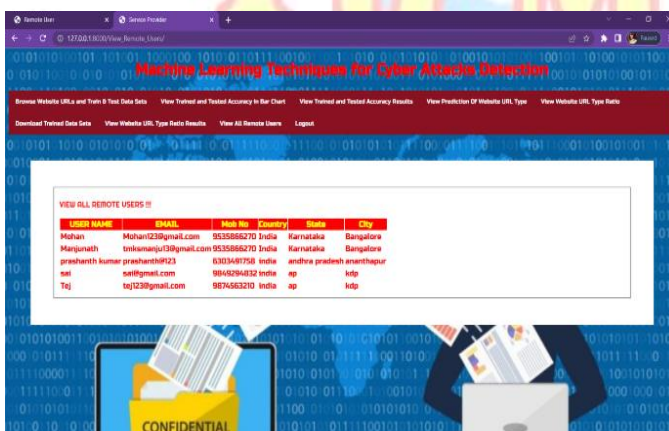 Remote User
Service Provider
127.0.0.1:8000/View_Remote_Users/
Paused
Machine Learning Techniques for Cyber Attacks Detection
Browse Website URLs and Train & Test Data Sets View Trained and Tested Accuracy in Bar Chart View Trained and Tested Accuracy Results View Prediction Of Website URL Type View Website URL Type Ratio
Download Trained Data Sets View Website URL Type Ratio Results View All Remote Users Logout
VIEW ALL REMOTE USERS !!!
USER NAME EMAIL Mob No Country State City
Mohan Mohan123@gmail.com 9535866270 India Karnataka Bangalore
Manjunath tmksmanju13@gmail.com 9535866270 India Karnataka Bangalore
prashanth kumar prashanth@123 6303491758 india andhra pradesh ananthapur
sai sai@gmail.com 9849294832 india ap kdp
Tej tej123@gmail.com 9874563210 india ap kdp
CONFIDENTIAL